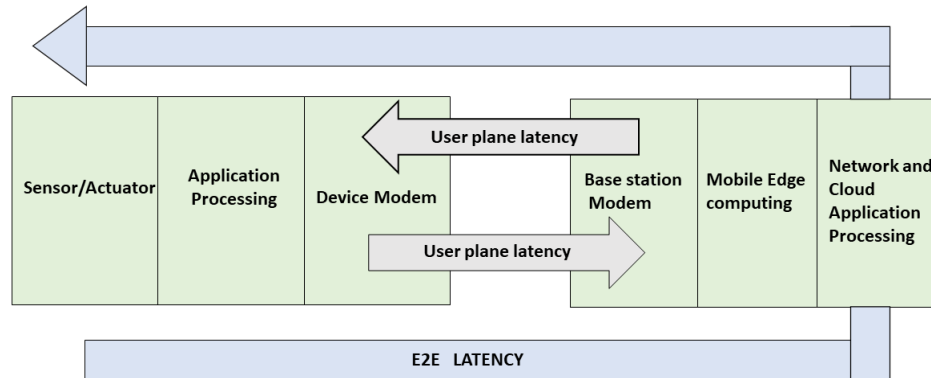 User plane latency
Sensor/Actuator
Application
Processing
Device Modem
Base station
Modem
Mobile Edge
computing
Network and
Cloud
Application
Processing
User plane latency
E2E LATENCY